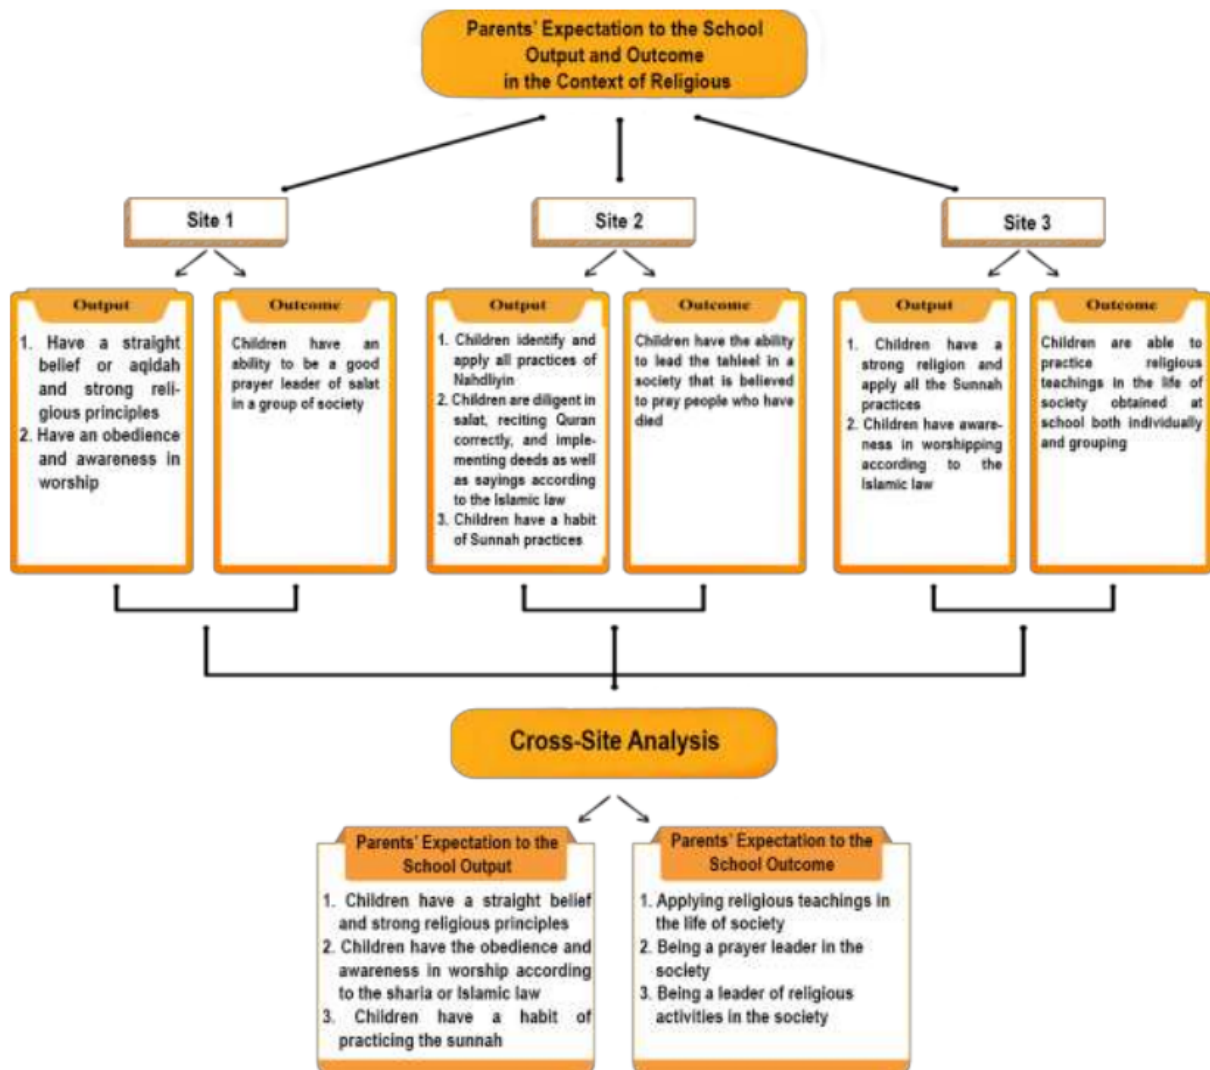 Parents' Expectation to the School
Output and Outcome
in the Context of Religious
Site 1
Site 2
Site 3
Output
1. Have a straight
belief or aqidah
and strong reli-
gious principles
2. Have an obedience
and awareness in
worship
Outcome
Children have an
ability to be a good
prayer leader of salat
in a group of society
Output
1. Children identify and
apply all practices of
Nahdliyin
2. Children are diligent in
salat, reciting Quran
correctly, and imple-
menting deeds as well
as sayings according
to the Islamic law
3. Children have a habit
of Sunnah practices
Outcome
Children have the ability
to lead the tahleel in a
society that is believed
to pray people who have
died
Output
1. Children have a
strong religion and
apply all the Sunnah
practices
2. Children have aware-
ness in worshipping
according to the
Islamic law
Outcome
Children are able to
practice religious
teachings in the life of
society obtained at
school both individually
and grouping
Cross-Site Analysis
Parents' Expectation to the
School Output
1. Children have a straight belief
and strong religious principles
2. Children have the obedience and
awareness in worship according
to the sharia or Islamic law
3. Children have a habit of
practicing the sunnah
Parents' Expectation to the
School Outcome
1. Applying religious teachings in
the life of society
2. Being a prayer leader in the
society
3. Being a leader of religious
activities in the society